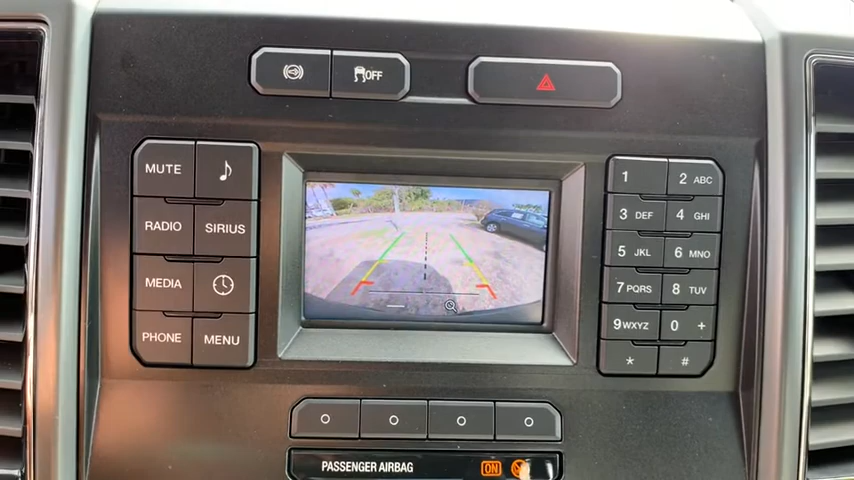 OFF
MUTE
RADIO SIRIUS
MEDIA
PHONE MENU
1 2 ABC
3 DEF 4 GHI
5 JKL 6 MNO
7 PQRS 8 TUV
9 WXYZ 0 +
* #
PASSENGER AIRBAG ON